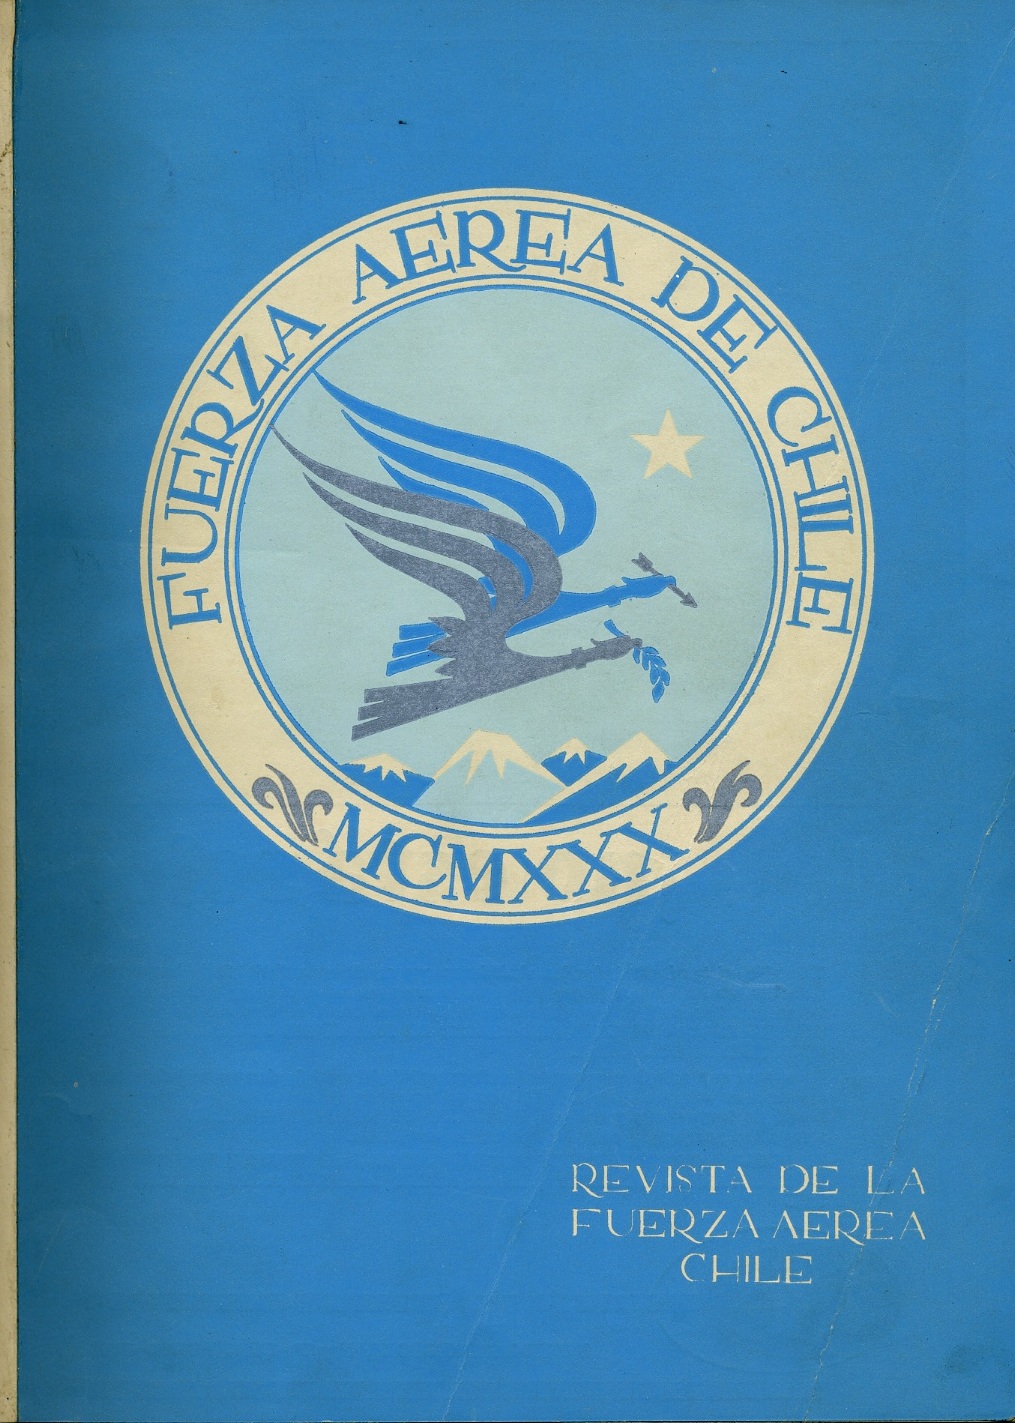 FUERZA AEREA DE CHILE
MCMXXX
REVISTA DE LA
FUERZA AEREA
CHILE